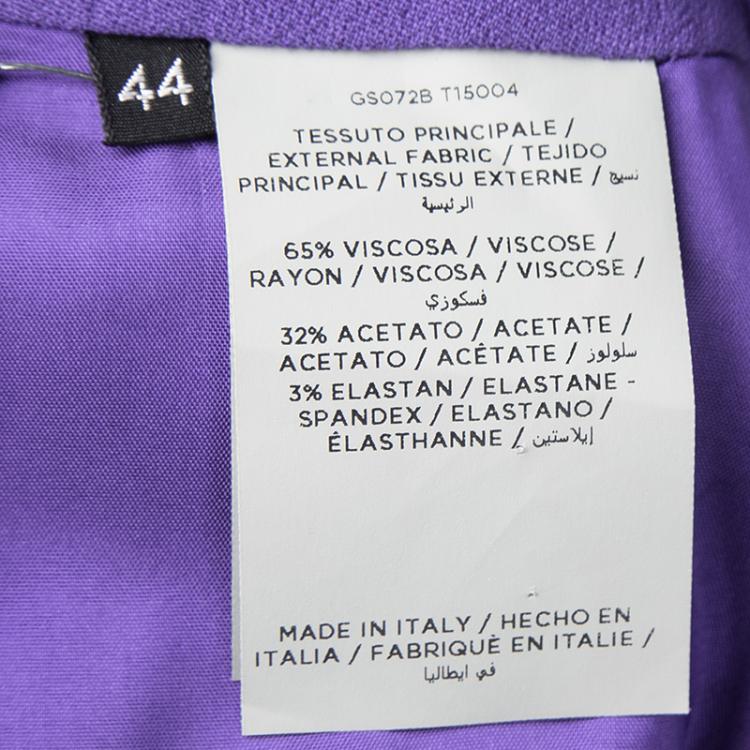 44
GS072B T15004
TESSUTO PRINCIPALE /
EXTERNAL FABRIC / TEJIDO
PRINCIPAL / TISSU EXTERNE / نسيج
الرئيسية
65% VISCOSA / VISCOSE /
RAYON / VISCOSA / VISCOSE /
فسكوزي
32% ACETATO / ACETATE /
ACETATO / ACÊTATE / سلولوز
3% ELASTAN / ELASTANE -
SPANDEX / ELASTANO /
ÊLASTHANNE / إيلاستين
MADE IN ITALY / HECHO EN
ITALIA / FABRIQUÈ EN ITALIE /
في ايطاليا